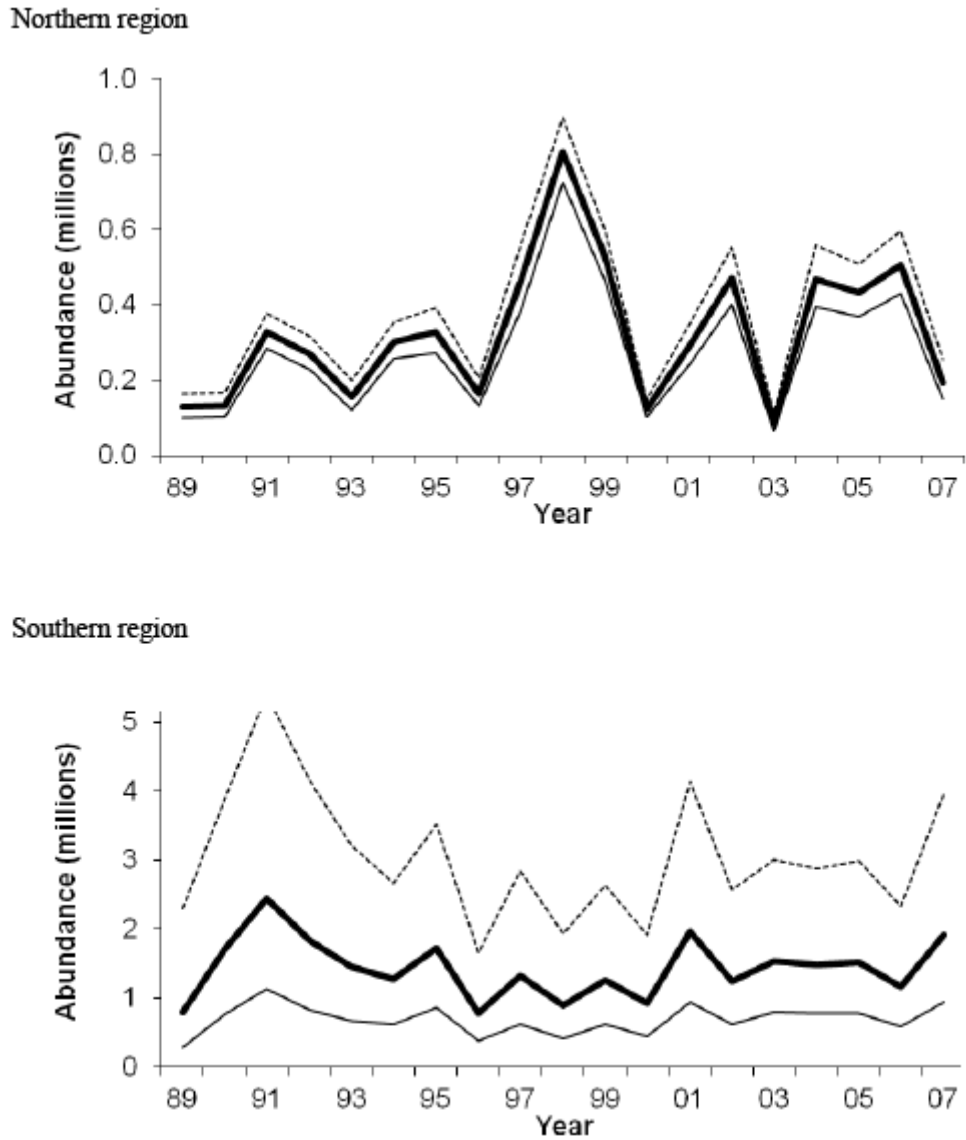 Northern region
Abundance (millions)
1.0
0.8
0.6
0.4
0.2
0.0
89 91 93 95 97 99 01 03 05 07
Year
Southern region
Abundance (millions)
5
4
3
2
1
0
89 91 93 95 97 99 01 03 05 07
Year